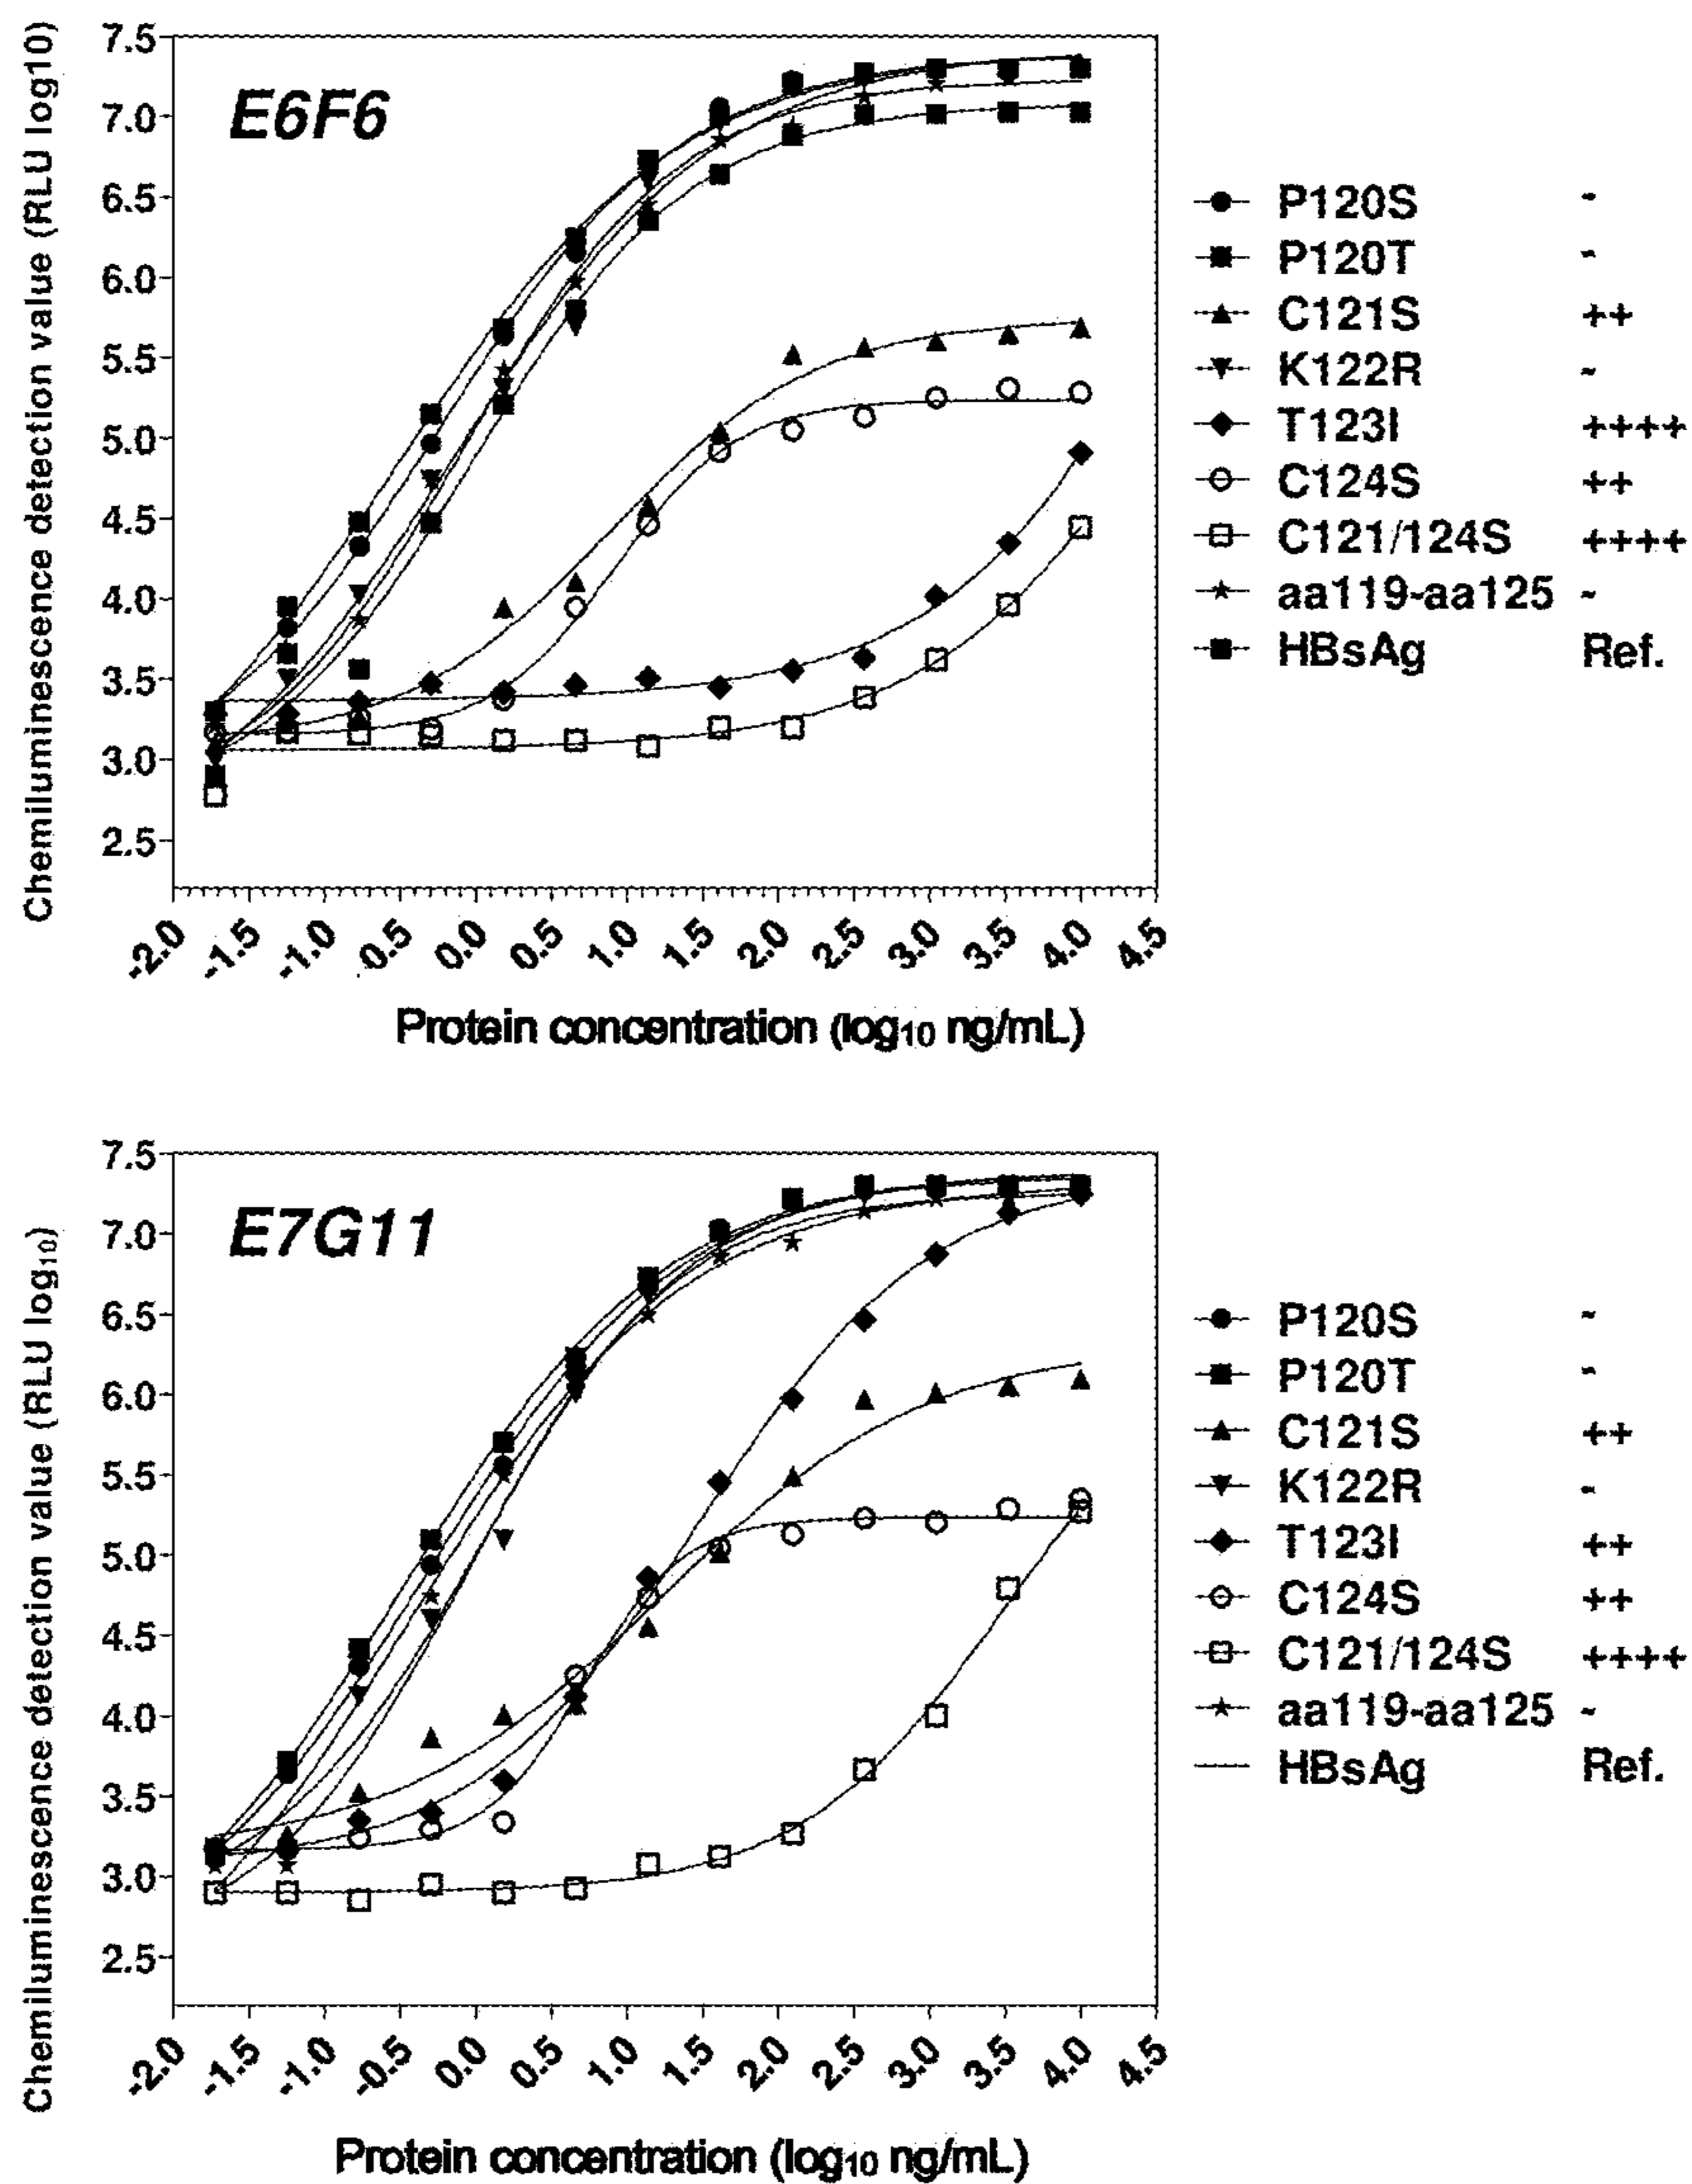 Chemiluminescence detection value (RLU log10)
7.5
7.0
6.5
6.0
5.5
5.0
4.5
4.0
3.5
3.0
2.5
E6F6
-2.0 -1.5 -1.0 0.5 0.0 0.5 1.0 1.5 2.0 2.5 3.0 3.5 4.0 4.5
Protein concentration (log10 ng/mL)
P120S -
P120T -
C121S ++
K122R -
T123I ++++
C124S ++
C121/124S ++++
aa119-aa125 -
HBsAg Ref.
Chemiluminescence detection value (RLU log10)
7.5
7.0
6.5
6.0
5.5
5.0
4.5
4.0
3.5
3.0
2.5
E7G11
-2.0 -1.5 -1.0 -0.5 0.0 0.5 1.0 1.5 2.0 2.5 3.0 3.5 4.0 4.5
Protein concentration (log10 ng/mL)
P120S -
P120T -
C121S ++
K122R -
T123I ++
C124S ++
C121/124S ++++
aa119-aa125 -
HBsAg Ref.